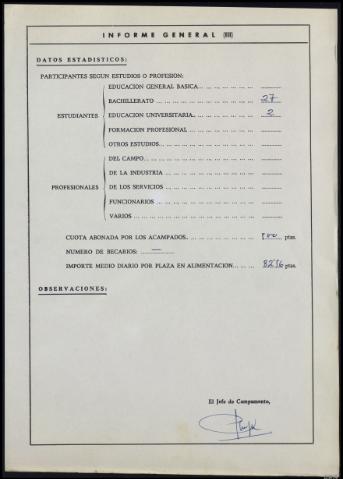 INFORME GENERAL (III)
DATOS ESTADISTICOS:
PARTICIPANTES SEGUN ESTUDIOS O PROFESION:
EDUCACION GENERAL BASICA
BACHILLERATO 27
ESTUDIANTES EDUCACION UNIVERSITARIA 2
FORMACION PROFESIONAL
OTROS ESTUDIOS
DEL CAMPO
DE LA INDUSTRIA
PROFESIONALES DE LOS SERVICIOS
FUNCIONARIOS
VARIOS
CUOTA ABONADA POR LOS ACAMPADOS ptas.
NUMERO DE BECARIOS: —
IMPORTE MEDIO DIARIO POR PLAZA EN ALIMENTACION ptas.
OBSERVACIONES:
El Jefe de Campamento,